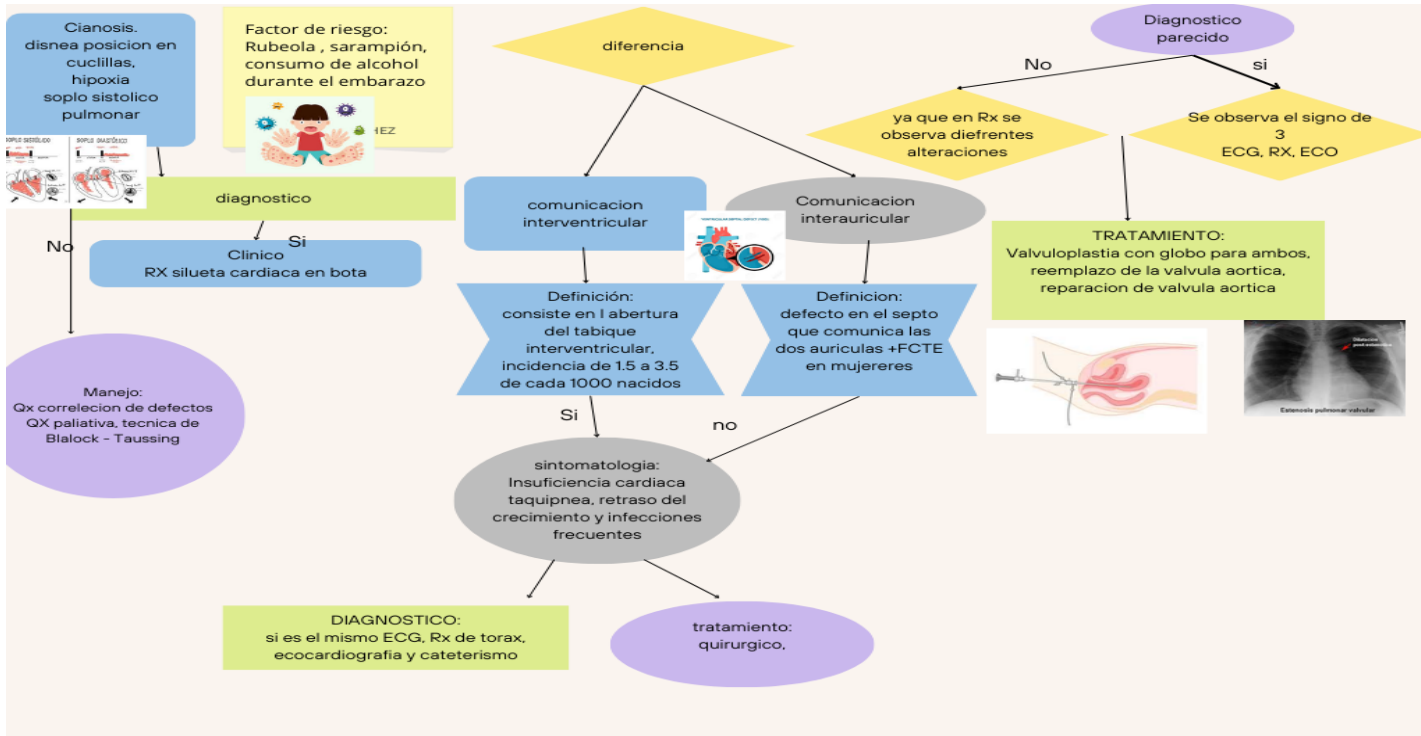 Cianosis.
disnea posicion en
cuclillas,
hipoxia
soplo sistolico
pulmonar
Factor de riesgo:
Rubeola , sarampión,
consumo de alcohol
durante el embarazo
HEZ
SOPLO SISTÓLICO
SOPLO DIASTÓLICO
diagnostico
No
Si
Clinico
RX silueta cardiaca en bota
Manejo:
Qx correlecion de defectos
QX paliativa, tecnica de
Blalock - Taussing
diferencia
comunicacion
interventricular
Comunicacion
interauricular
Definición:
consiste en l abertura
del tabique
interventricular,
incidencia de 1.5 a 3.5
de cada 1000 nacidos
Definicion:
defecto en el septo
que comunica las
dos auriculas +FCTE
en mujereres
Si
no
sintomatologia:
Insuficiencia cardiaca
taquipnea, retraso del
crecimiento y infecciones
frecuentes
DIAGNOSTICO:
si es el mismo ECG, Rx de torax,
ecocardiografia y cateterismo
tratamiento:
quirurgico,
Diagnostico
parecido
No
si
ya que en Rx se
observa diefrentes
alteraciones
Se observa el signo de
3
ECG, RX, ECO
TRATAMIENTO:
Valvuloplastia con globo para ambos,
reemplazo de la valvula aortica,
reparacion de valvula aortica
Estenosis pulmonar valvular